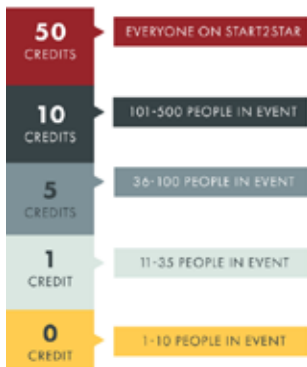 50
CREDITS
EVERYONE ON START2STAR
10
CREDITS
101-500 PEOPLE IN EVENT
5
CREDITS
36-100 PEOPLE IN EVENT
1
CREDIT
11-35 PEOPLE IN EVENT
0
CREDIT
1-10 PEOPLE IN EVENT